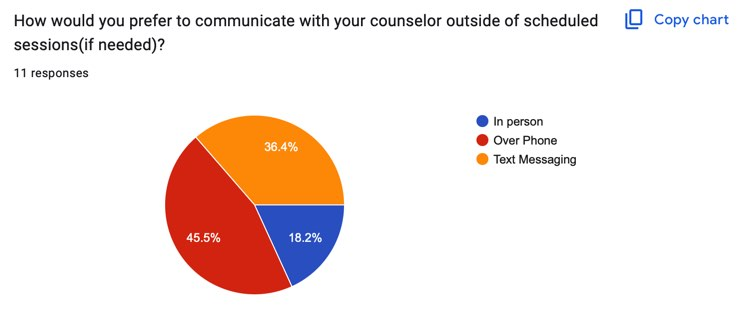 How would you prefer to communicate with your counselor outside of scheduled
sessions(if needed)?
Copy chart
11 responses
In person
Over Phone
Text Messaging
36.4%
45.5%
18.2%